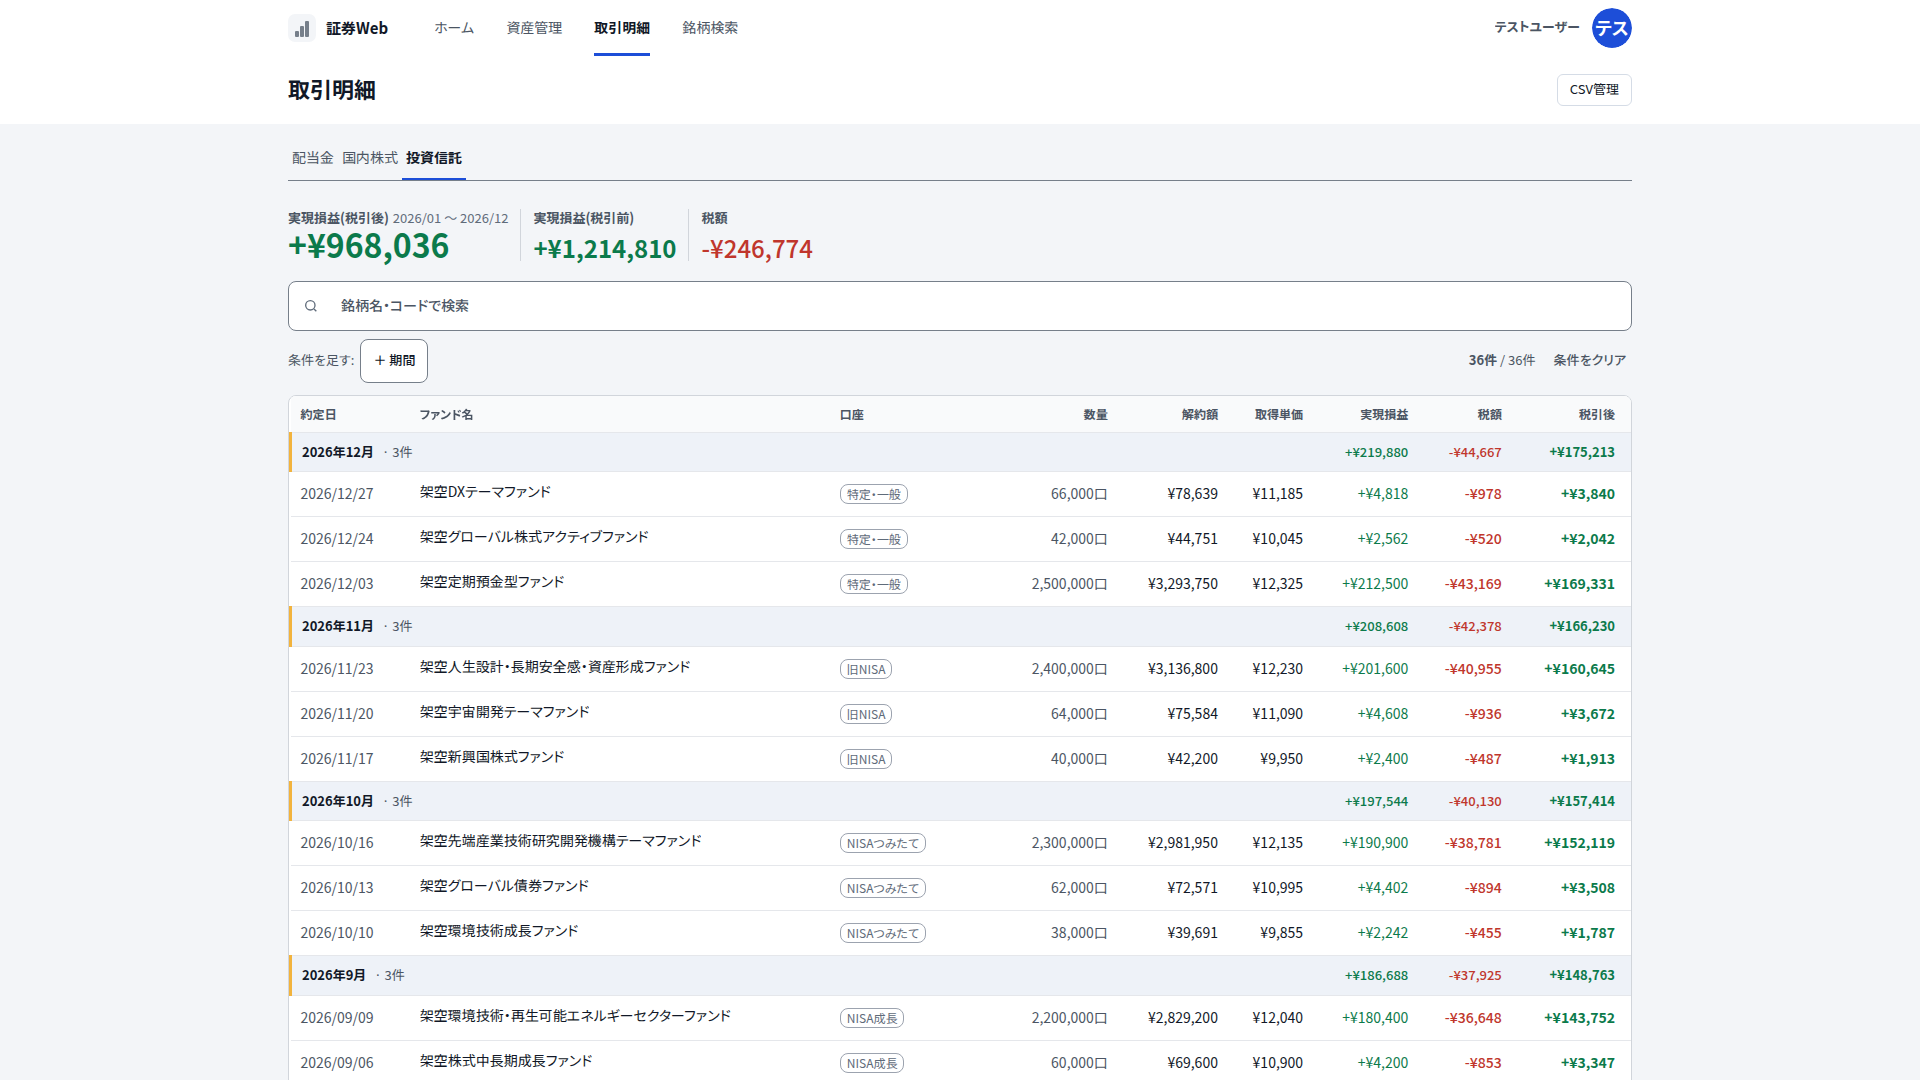 証券Web ホーム 資産管理 取引明細 銘柄検索 テストユーザー テス
取引明細 CSV管理
配当金 国内株式 投資信託
実現損益(税引後) 2026/01 〜 2026/12 実現損益(税引前) 税額
+¥968,036 +¥1,214,810 -¥246,774
銘柄名・コードで検索
条件を足す: + 期間 36件 / 36件 条件をクリア
約定日 ファンド名 口座 数量 解約額 取得単価 実現損益 税額 税引後
2026年12月 · 3件 +¥219,880 -¥44,667 +¥175,213
2026/12/27 架空DXテーマファンド 特定・一般 66,000口 ¥78,639 ¥11,185 +¥4,818 -¥978 +¥3,840
2026/12/24 架空グローバル株式アクティブファンド 特定・一般 42,000口 ¥44,751 ¥10,045 +¥2,562 -¥520 +¥2,042
2026/12/03 架空定期預金型ファンド 特定・一般 2,500,000口 ¥3,293,750 ¥12,325 +¥212,500 -¥43,169 +¥169,331
2026年11月 · 3件 +¥208,608 -¥42,378 +¥166,230
2026/11/23 架空人生設計・長期安全感・資産形成ファンド 旧NISA 2,400,000口 ¥3,136,800 ¥12,230 +¥201,600 -¥40,955 +¥160,645
2026/11/20 架空宇宙開発テーマファンド 旧NISA 64,000口 ¥75,584 ¥11,090 +¥4,608 -¥936 +¥3,672
2026/11/17 架空新興国株式ファンド 旧NISA 40,000口 ¥42,200 ¥9,950 +¥2,400 -¥487 +¥1,913
2026年10月 · 3件 +¥197,544 -¥40,130 +¥157,414
2026/10/16 架空先端産業技術研究開発機構テーマファンド NISAつみたて 2,300,000口 ¥2,981,950 ¥12,135 +¥190,900 -¥38,781 +¥152,119
2026/10/13 架空グローバル債券ファンド NISAつみたて 62,000口 ¥72,571 ¥10,995 +¥4,402 -¥894 +¥3,508
2026/10/10 架空環境技術成長ファンド NISAつみたて 38,000口 ¥39,691 ¥9,855 +¥2,242 -¥455 +¥1,787
2026年9月 · 3件 +¥186,688 -¥37,925 +¥148,763
2026/09/09 架空環境技術・再生可能エネルギーセクターファンド NISA成長 2,200,000口 ¥2,829,200 ¥12,040 +¥180,400 -¥36,648 +¥143,752
2026/09/06 架空株式中長期成長ファンド NISA成長 60,000口 ¥69,600 ¥10,900 +¥4,200 -¥853 +¥3,347